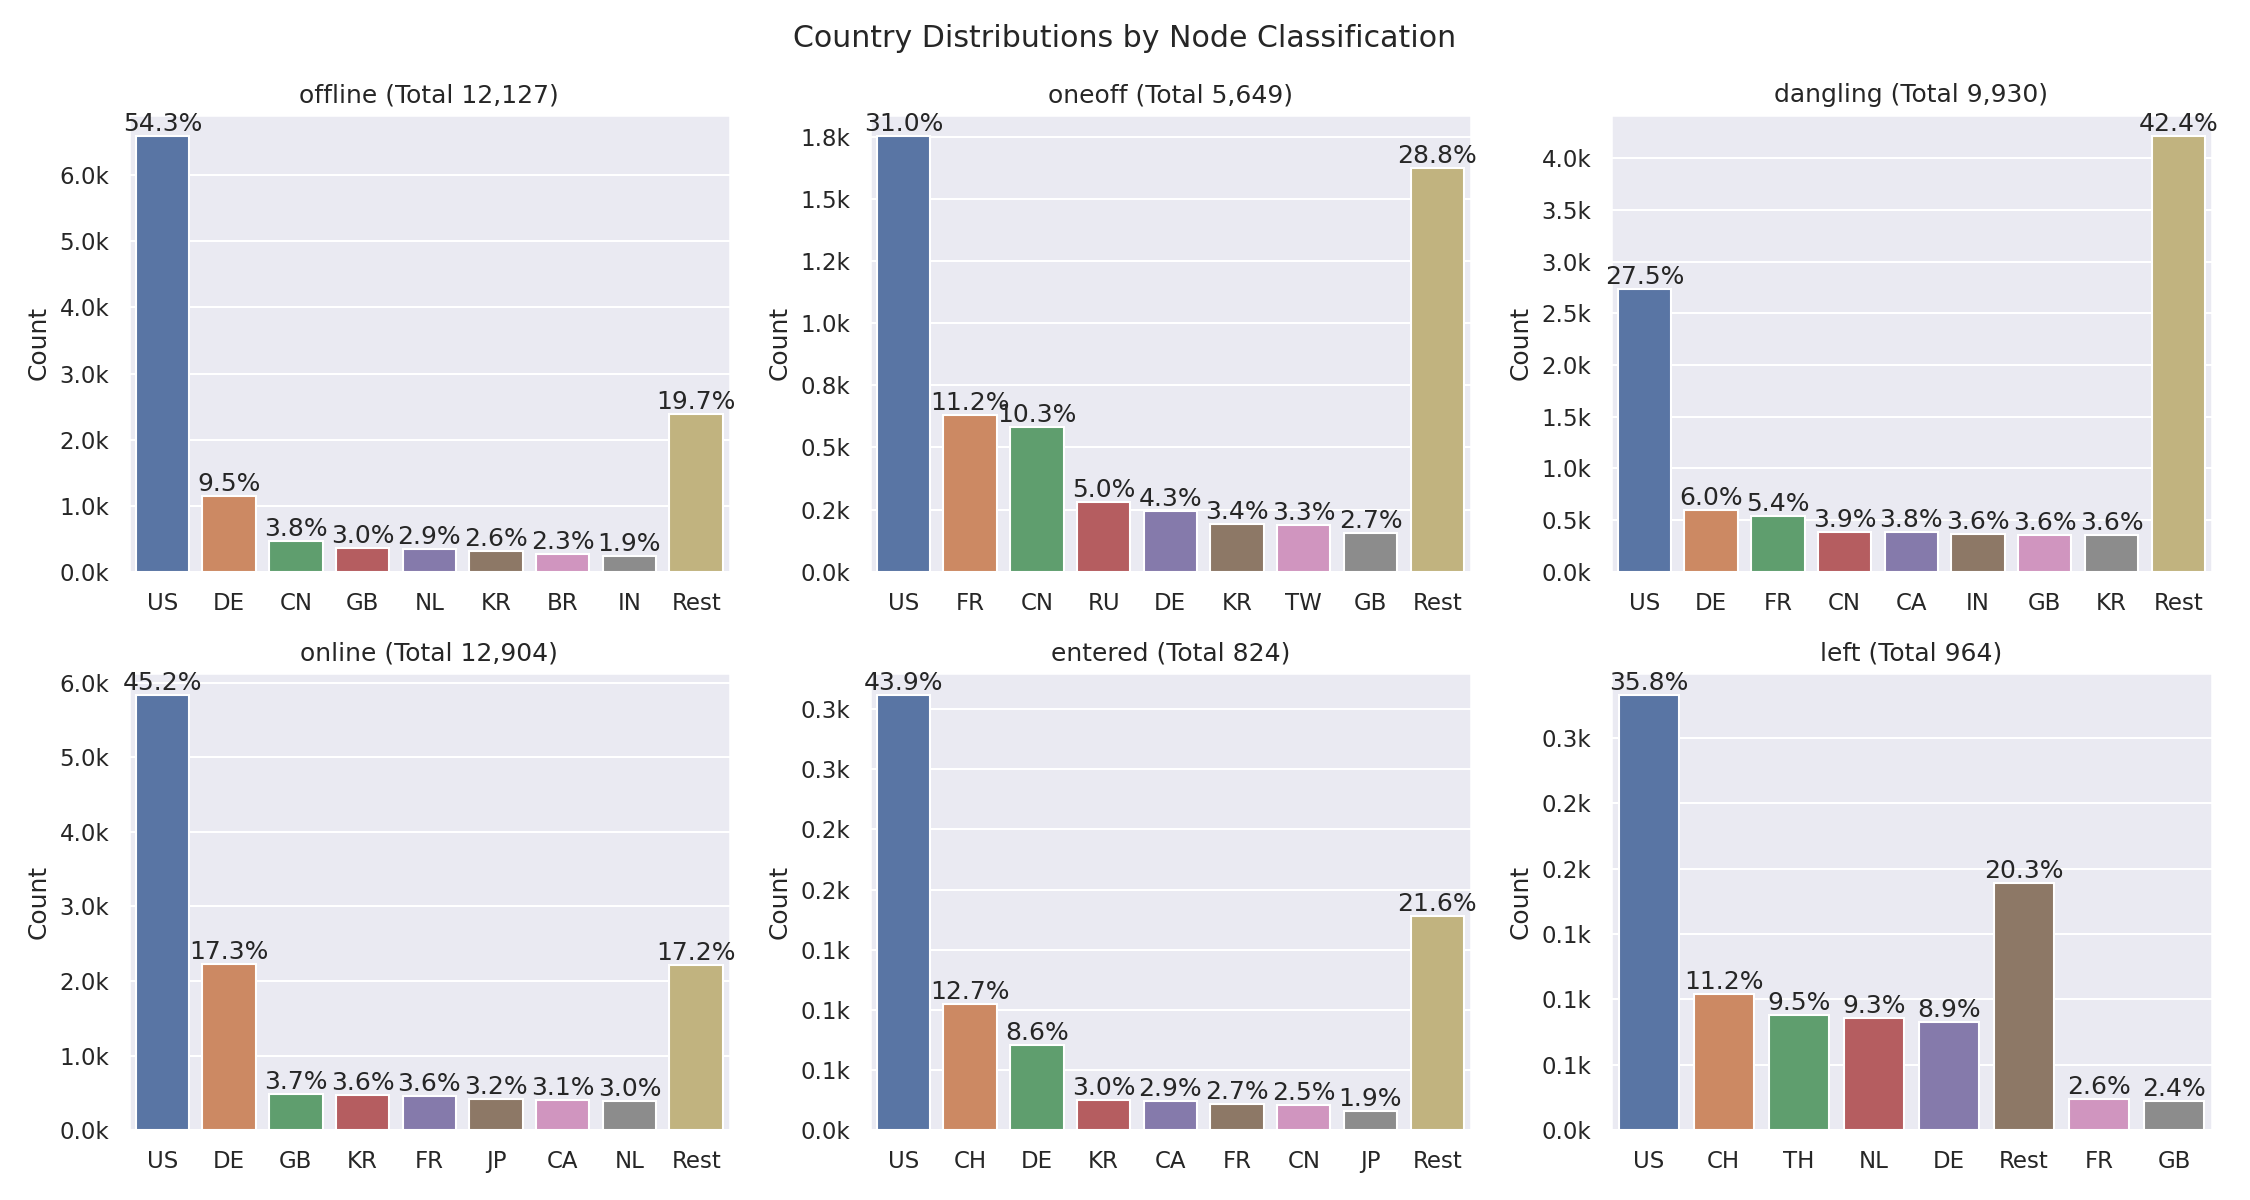 Country Distributions by Node Classification
offline (Total 12,127)
Count
6.0k
5.0k
4.0k
3.0k
2.0k
1.0k
0.0k
54.3% 9.5% 3.8% 3.0% 2.9% 2.6% 2.3% 1.9% 19.7%
US DE CN GB NL KR BR IN Rest
oneoff (Total 5,649)
Count
1.8k
1.5k
1.2k
1.0k
0.8k
0.5k
0.2k
0.0k
31.0% 11.2% 10.3% 5.0% 4.3% 3.4% 3.3% 2.7% 28.8%
US FR CN RU DE KR TW GB Rest
dangling (Total 9,930)
Count
4.0k
3.5k
3.0k
2.5k
2.0k
1.5k
1.0k
0.5k
0.0k
27.5% 6.0% 5.4% 3.9% 3.8% 3.6% 3.6% 3.6% 42.4%
US DE FR CN CA IN GB KR Rest
online (Total 12,904)
Count
6.0k
5.0k
4.0k
3.0k
2.0k
1.0k
0.0k
45.2% 17.3% 3.7% 3.6% 3.6% 3.2% 3.1% 3.0% 17.2%
US DE GB KR FR JP CA NL Rest
entered (Total 824)
Count
0.3k
0.3k
0.2k
0.2k
0.1k
0.1k
0.1k
0.0k
43.9% 12.7% 8.6% 3.0% 2.9% 2.7% 2.5% 1.9% 21.6%
US CH DE KR CA FR CN JP Rest
left (Total 964)
Count
0.3k
0.2k
0.2k
0.1k
0.1k
0.1k
0.0k
35.8% 11.2% 9.5% 9.3% 8.9% 20.3% 2.6% 2.4%
US CH TH NL DE Rest FR GB